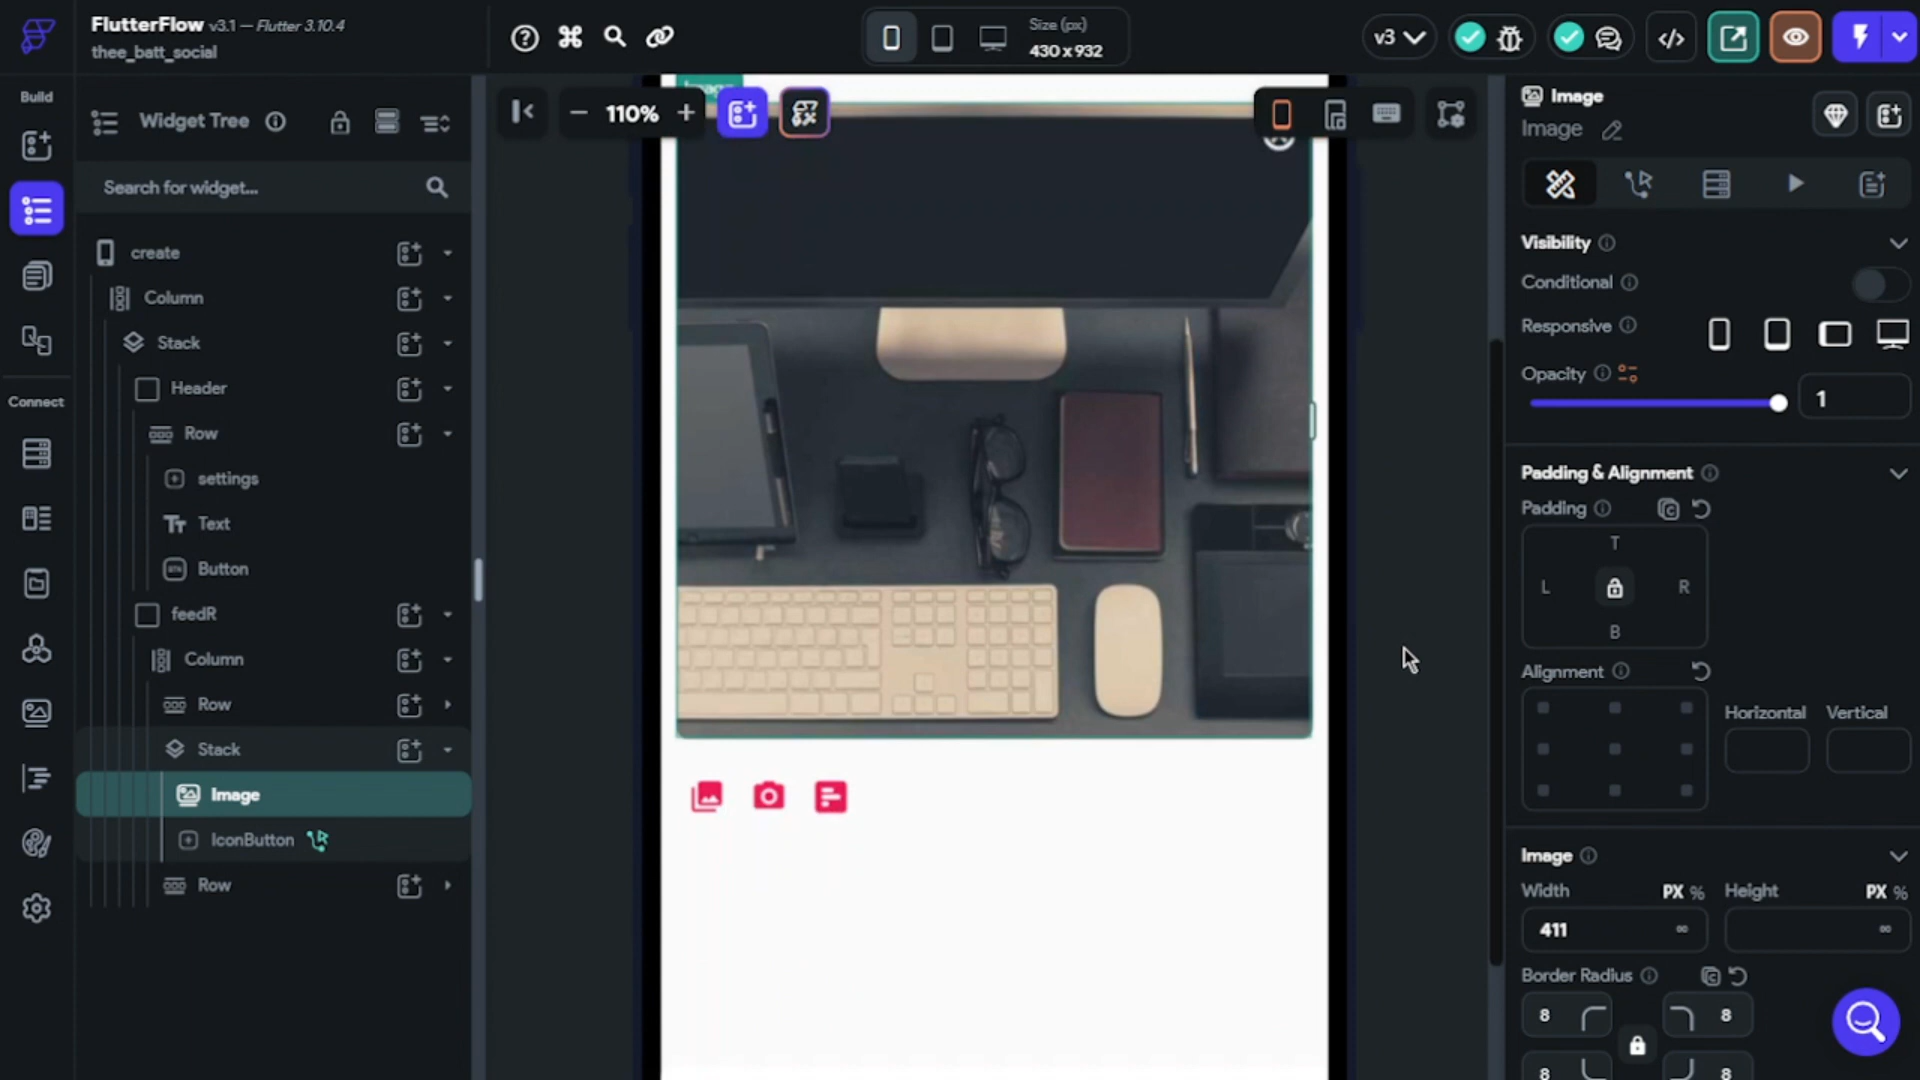 FlutterFlow v3.1 — Flutter 3.10.4
thee_batt_social
Size (px)
430 x 932
v3
Build
Widget Tree
Search for widget...
create
Column
Stack
Header
Row
settings
Text
Button
feedR
Column
Row
Stack
Image
IconButton
Row
Connect
110%
Image
Image
Visibility
Conditional
Responsive
Opacity
1
Padding & Alignment
Padding
T
L
R
B
Alignment
Horizontal
Vertical
Image
Width PX %
Height PX %
411 ∞
∞
Border Radius
8
8
8
8